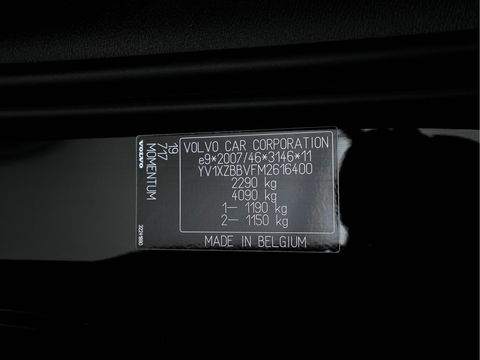 VOLVO CAR CORPORATION
e9*2007/46*3146*11
YV1XZBBVFM2616400
2290 kg
4090 kg
1– 1190 kg
2– 1150 kg
MADE IN BELGIUM
19
717
MOMENTUM
VOLVO